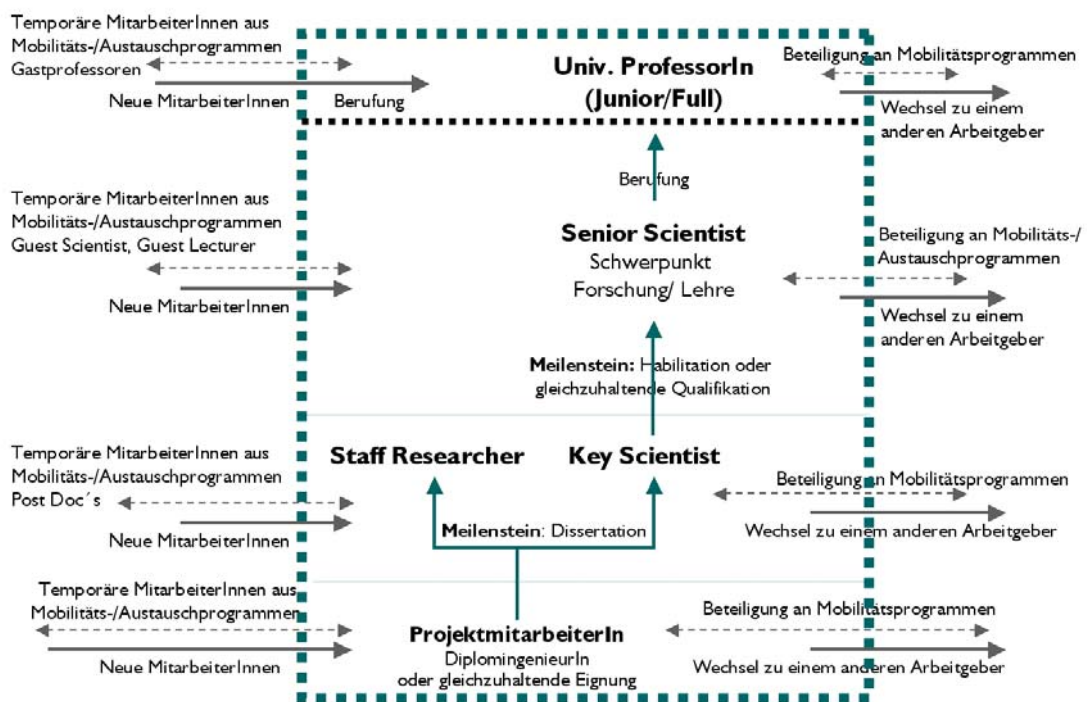 Temporäre MitarbeiterInnen aus
Mobilitäts-/Austauschprogrammen
Gastprofessoren
Neue MitarbeiterInnen
Berufung
Univ. ProfessorIn
(Junior/Full)
Beteiligung an Mobilitätsprogrammen
Wechsel zu einem
anderen Arbeitgeber
Berufung
Temporäre MitarbeiterInnen aus
Mobilitäts-/Austauschprogrammen
Guest Scientist, Guest Lecturer
Neue MitarbeiterInnen
Senior Scientist
Schwerpunkt
Forschung/ Lehre
Beteiligung an Mobilitäts-/
Austauschprogrammen
Wechsel zu einem
anderen Arbeitgeber
Meilenstein: Habilitation oder
gleichzuhaltende Qualifikation
Temporäre MitarbeiterInnen aus
Mobilitäts-/Austauschprogrammen
Post Doc´s
Neue MitarbeiterInnen
Staff Researcher
Key Scientist
Beteiligung an Mobilitätsprogrammen
Wechsel zu einem anderen Arbeitgeber
Meilenstein: Dissertation
Temporäre MitarbeiterInnen aus
Mobilitäts-/Austauschprogrammen
Neue MitarbeiterInnen
ProjektmitarbeiterIn
DiplomingenieurIn
oder gleichzuhaltende Eignung
Beteiligung an Mobilitätsprogrammen
Wechsel zu einem anderen Arbeitgeber